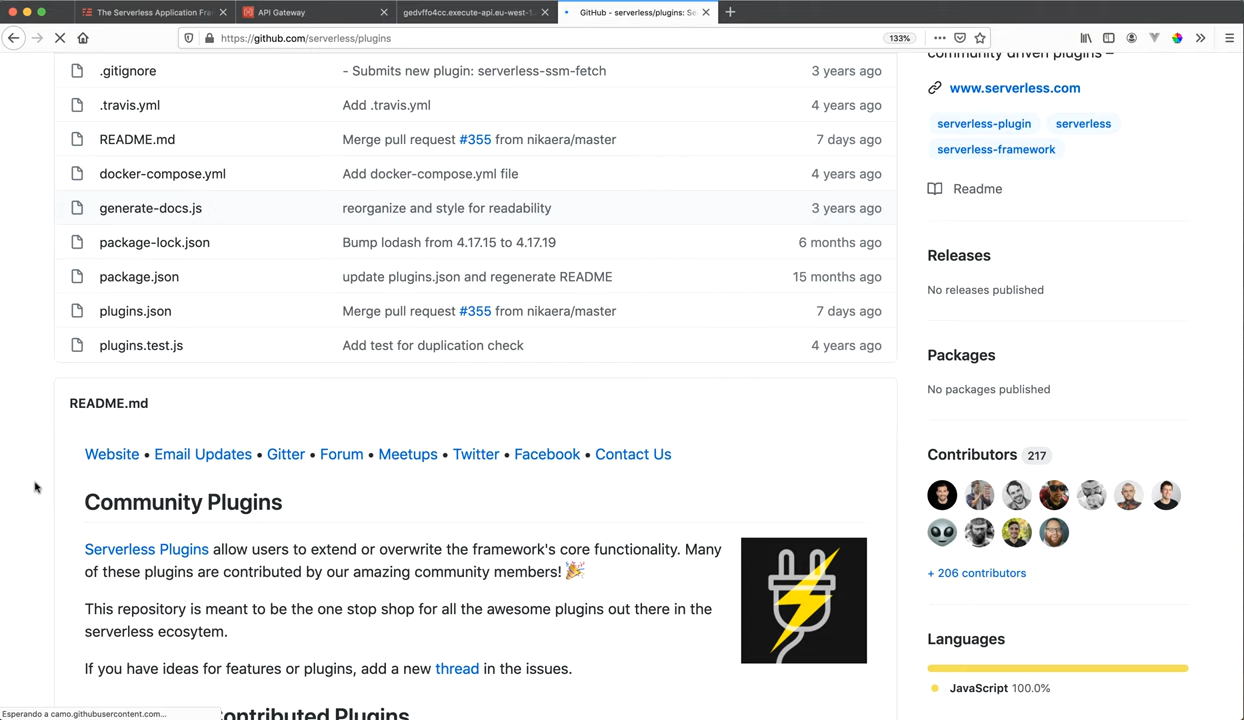 The Serverless Application Fra
API Gateway
gedvffo4cc.execute-api.eu-west-1.
GitHub - serverless/plugins: Se
https://github.com/serverless/plugins
133%
.gitignore - Submits new plugin: serverless-ssm-fetch 3 years ago
.travis.yml Add .travis.yml 4 years ago
README.md Merge pull request #355 from nikaera/master 7 days ago
docker-compose.yml Add docker-compose.yml file 4 years ago
generate-docs.js reorganize and style for readability 3 years ago
package-lock.json Bump lodash from 4.17.15 to 4.17.19 6 months ago
package.json update plugins.json and regenerate README 15 months ago
plugins.json Merge pull request #355 from nikaera/master 7 days ago
plugins.test.js Add test for duplication check 4 years ago
README.md
Website • Email Updates • Gitter • Forum • Meetups • Twitter • Facebook • Contact Us
Community Plugins
Serverless Plugins allow users to extend or overwrite the framework's core functionality. Many
of these plugins are contributed by our amazing community members! 🎉
This repository is meant to be the one stop shop for all the awesome plugins out there in the
serverless ecosytem.
If you have ideas for features or plugins, add a new thread in the issues.
ontributed Plugins
community driven plugins –
www.serverless.com
serverless-plugin serverless
serverless-framework
Readme
Releases
No releases published
Packages
No packages published
Contributors 217
+ 206 contributors
Languages
JavaScript 100.0%
Esperando a camo.githubusercontent.com...